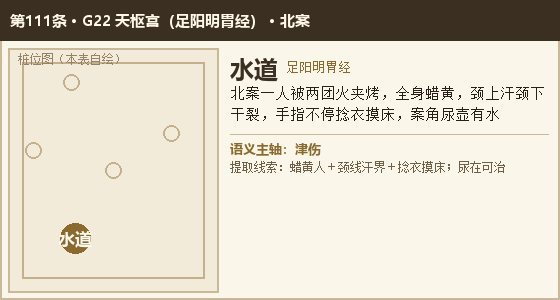 第111条・G22 天枢宫（足阳明胃经）・北案
桩位图（本表自绘）
水道
水道 足阳明胃经
北案一人被两团火夹烤，全身蜡黄，颈上汗颈下
干裂，手指不停捻衣摸床，案角尿壶有水
语义主轴：津伤
提取线索：蜡黄人＋颈线汗界＋捻衣摸床；尿在可治